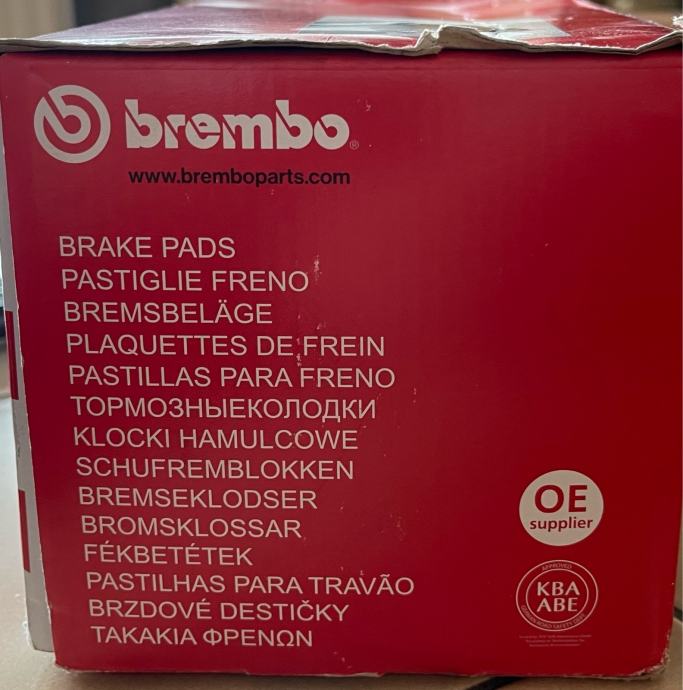 brembo®
www.bremboparts.com
BRAKE PADS
PASTIGLIE FRENO
BREMSBELÄGE
PLAQUETTES DE FREIN
PASTILLAS PARA FRENO
ТОРМОЗНЫЕКОЛОДКИ
KLOCKI HAMULCOWE
SCHUFREMBLOKKEN
BREMSEKLODSER
BROMSKLOSSAR
FÉKBETÉTEK
PASTILHAS PARA TRAVÃO
BRZDOVÉ DESTIČKY
ΤΑΚΑΚΙΑ ΦΡΕΝΩΝ
OE
supplier
APPROVED
KBA
ABE